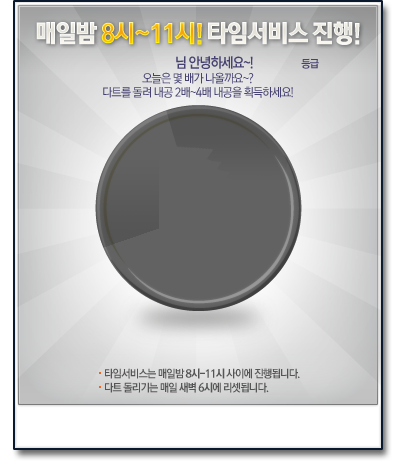 매일밤 8시~11시! 타임서비스 진행!
님 안녕하세요~! 등급
오늘은 몇 배가 나올까요~?
다트를 돌려 내공 2배~4배 내공을 획득하세요!
· 타임서비스는 매일밤 8시~11시 사이에 진행됩니다.
· 다트 돌리기는 매일 새벽 6시에 리셋됩니다.